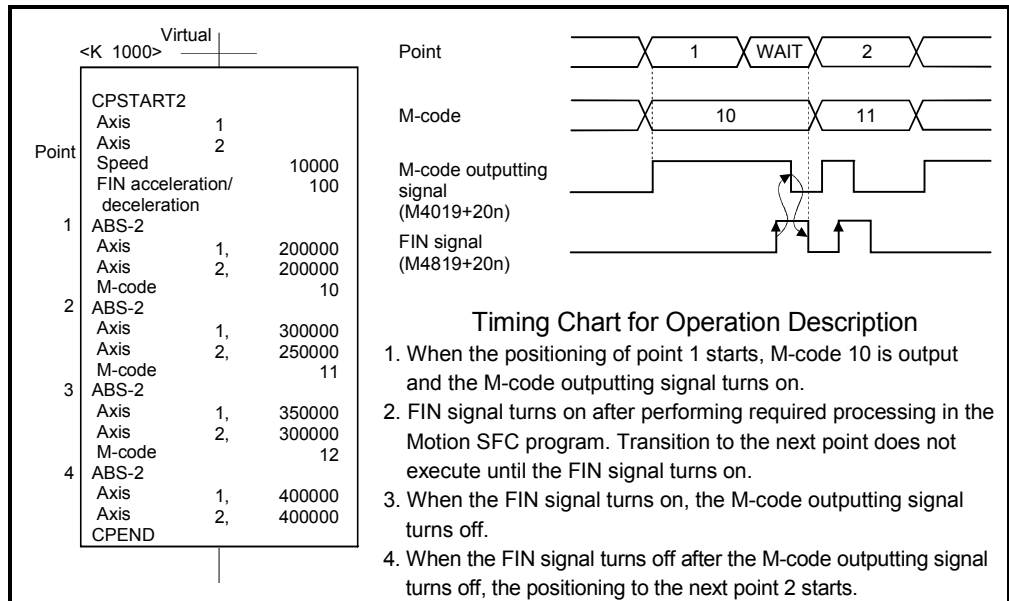 Virtual
<K 1000>
CPSTART2
Axis 1
Axis 2
Point
Speed 10000
FIN acceleration/ 100
deceleration
1 ABS-2
Axis 1, 200000
Axis 2, 200000
M-code 10
2 ABS-2
Axis 1, 300000
Axis 2, 250000
M-code 11
3 ABS-2
Axis 1, 350000
Axis 2, 300000
M-code 12
4 ABS-2
Axis 1, 400000
Axis 2, 400000
CPEND
Point 1 WAIT 2
M-code 10 11
M-code outputting
signal
(M4019+20n)
FIN signal
(M4819+20n)
Timing Chart for Operation Description
1. When the positioning of point 1 starts, M-code 10 is output
and the M-code outputting signal turns on.
2. FIN signal turns on after performing required processing in the
Motion SFC program. Transition to the next point does not
execute until the FIN signal turns on.
3. When the FIN signal turns on, the M-code outputting signal
turns off.
4. When the FIN signal turns off after the M-code outputting signal
turns off, the positioning to the next point 2 starts.